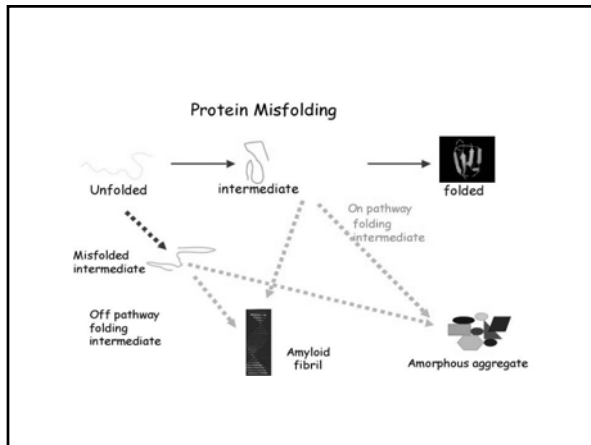 Protein Misfolding
Unfolded
intermediate
folded
On pathway
folding
intermediate
Misfolded
intermediate
Off pathway
folding
intermediate
Amyloid
fibril
Amorphous aggregate